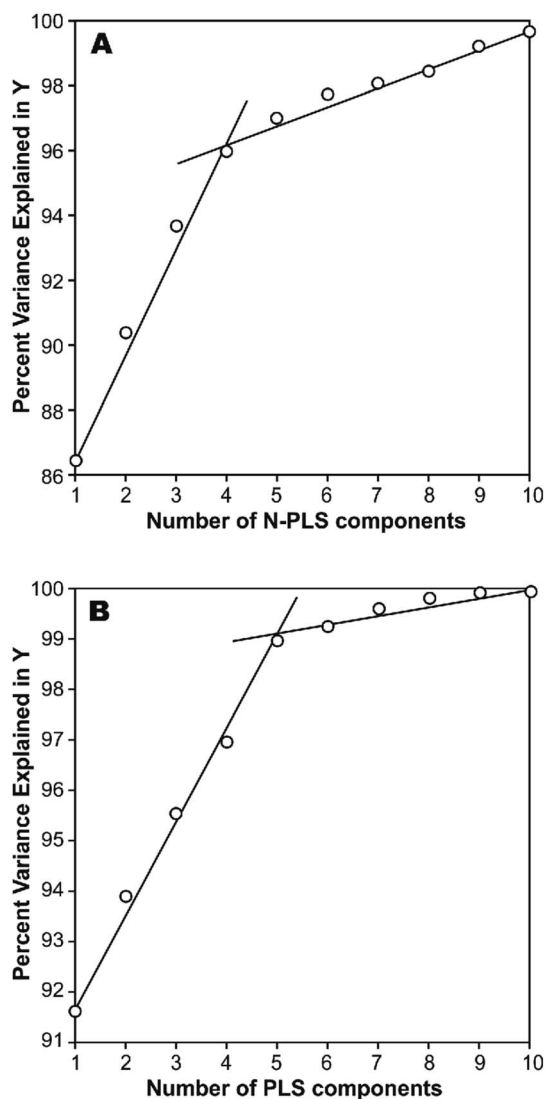 A
Percent Variance Explained in Y
100
98
96
94
92
90
88
86
1 2 3 4 5 6 7 8 9 10
Number of N-PLS components
B
Percent Variance Explained in Y
100
99
98
97
96
95
94
93
92
91
1 2 3 4 5 6 7 8 9 10
Number of PLS components